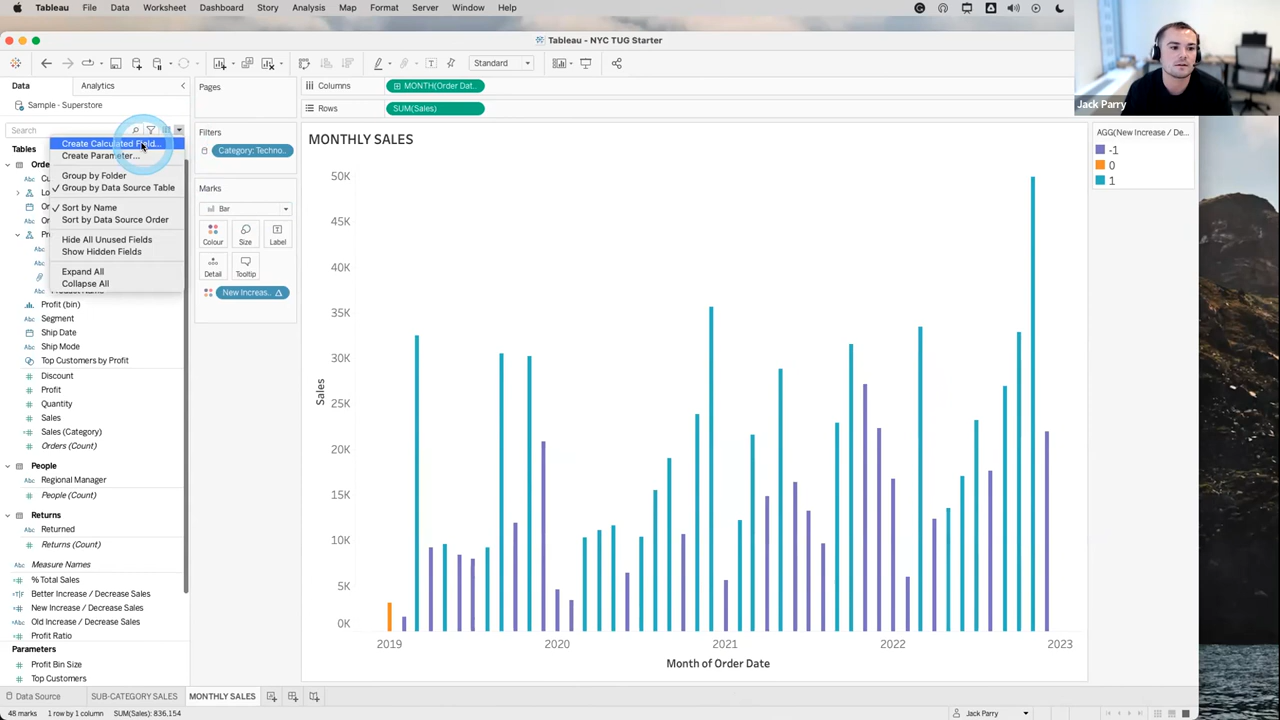 Tableau File Data Worksheet Dashboard Story Analysis Map Format Server Window Help
Tableau - NYC TUG Starter
Jack Parry
Standard
Data Analytics
Sample - Superstore
Search
Create Calculated Field...
Create Parameter...
Group by Folder
Group by Data Source Table
Sort by Name
Sort by Data Source Order
Hide All Unused Fields
Show Hidden Fields
Expand All
Collapse All
Tables
Profit (bin)
Segment
Ship Date
Ship Mode
Top Customers by Profit
Discount
Profit
Quantity
Sales
Sales (Category)
Orders (Count)
People
Regional Manager
People (Count)
Returns
Returned
Returns (Count)
Measure Names
% Total Sales
Better Increase / Decrease Sales
New Increase / Decrease Sales
Old Increase / Decrease Sales
Profit Ratio
Parameters
Profit Bin Size
Top Customers
Pages
Filters
Category: Techno..
Marks
Bar
Colour Size Label
Detail Tooltip
New Increas..
Columns MONTH(Order Dat..
Rows SUM(Sales)
MONTHLY SALES
50K
45K
40K
35K
30K
25K
20K
15K
10K
5K
0K
Sales
2019 2020 2021 2022 2023
Month of Order Date
AGG(New Increase / De...
-1
0
1
Data Source SUB-CATEGORY SALES MONTHLY SALES
48 marks 1 row by 1 column SUM(Sales): 836,154
Jack Parry